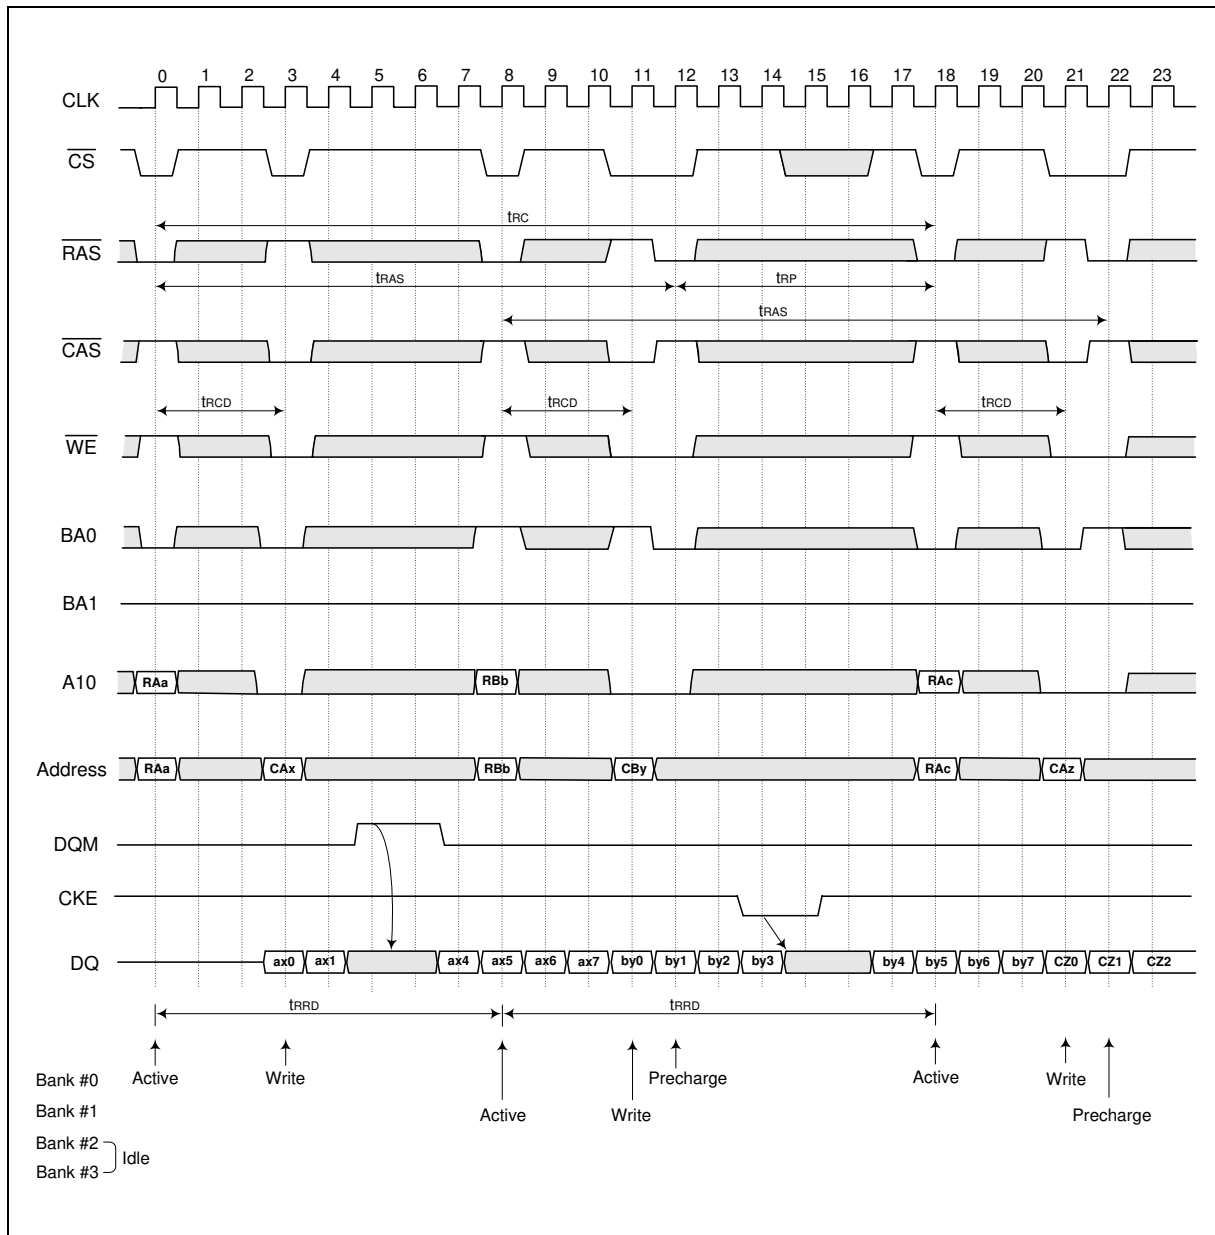 0 1 2 3 4 5 6 7 8 9 10 11 12 13 14 15 16 17 18 19 20 21 22 23
CLK
CS
tRC
RAS
tRAS tRP
tRAS
CAS
tRCD tRCD tRCD
WE
BA0
BA1
A10 RAa RBb RAc
Address RAa CAx RBb CBy RAc CAz
DQM
CKE
DQ ax0 ax1 ax4 ax5 ax6 ax7 by0 by1 by2 by3 by4 by5 by6 by7 CZ0 CZ1 CZ2
tRRD tRRD
Bank #0 Active Write Precharge Active Write
Bank #1 Active Write Precharge
Bank #2
Idle
Bank #3